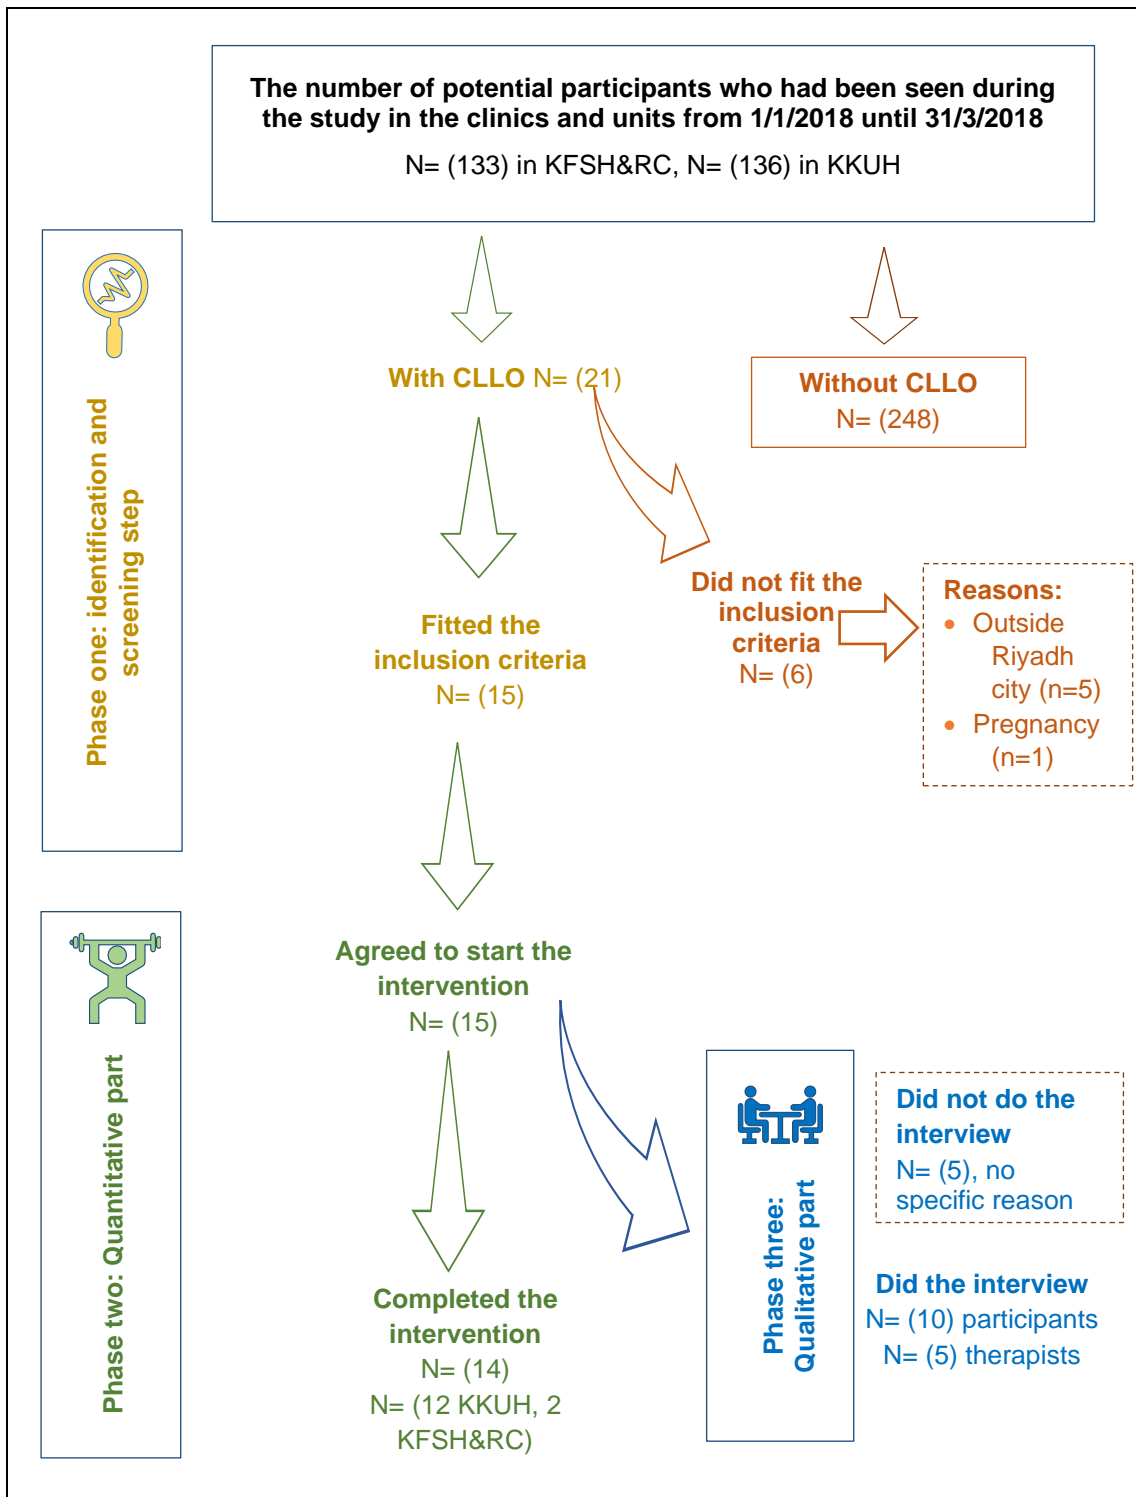 The number of potential participants who had been seen during
the study in the clinics and units from 1/1/2018 until 31/3/2018
N= (133) in KFSH&RC, N= (136) in KKUH
Phase one: identification and
screening step
With CLLO N= (21)
Without CLLO
N= (248)
Fitted the
inclusion criteria
N= (15)
Did not fit the
inclusion
criteria
N= (6)
Reasons:
• Outside
Riyadh
city (n=5)
• Pregnancy
(n=1)
Phase two: Quantitative part
Agreed to start the
intervention
N= (15)
Completed the
intervention
N= (14)
N= (12 KKUH, 2
KFSH&RC)
Phase three:
Qualitative part
Did not do the
interview
N= (5), no
specific reason
Did the interview
N= (10) participants
N= (5) therapists